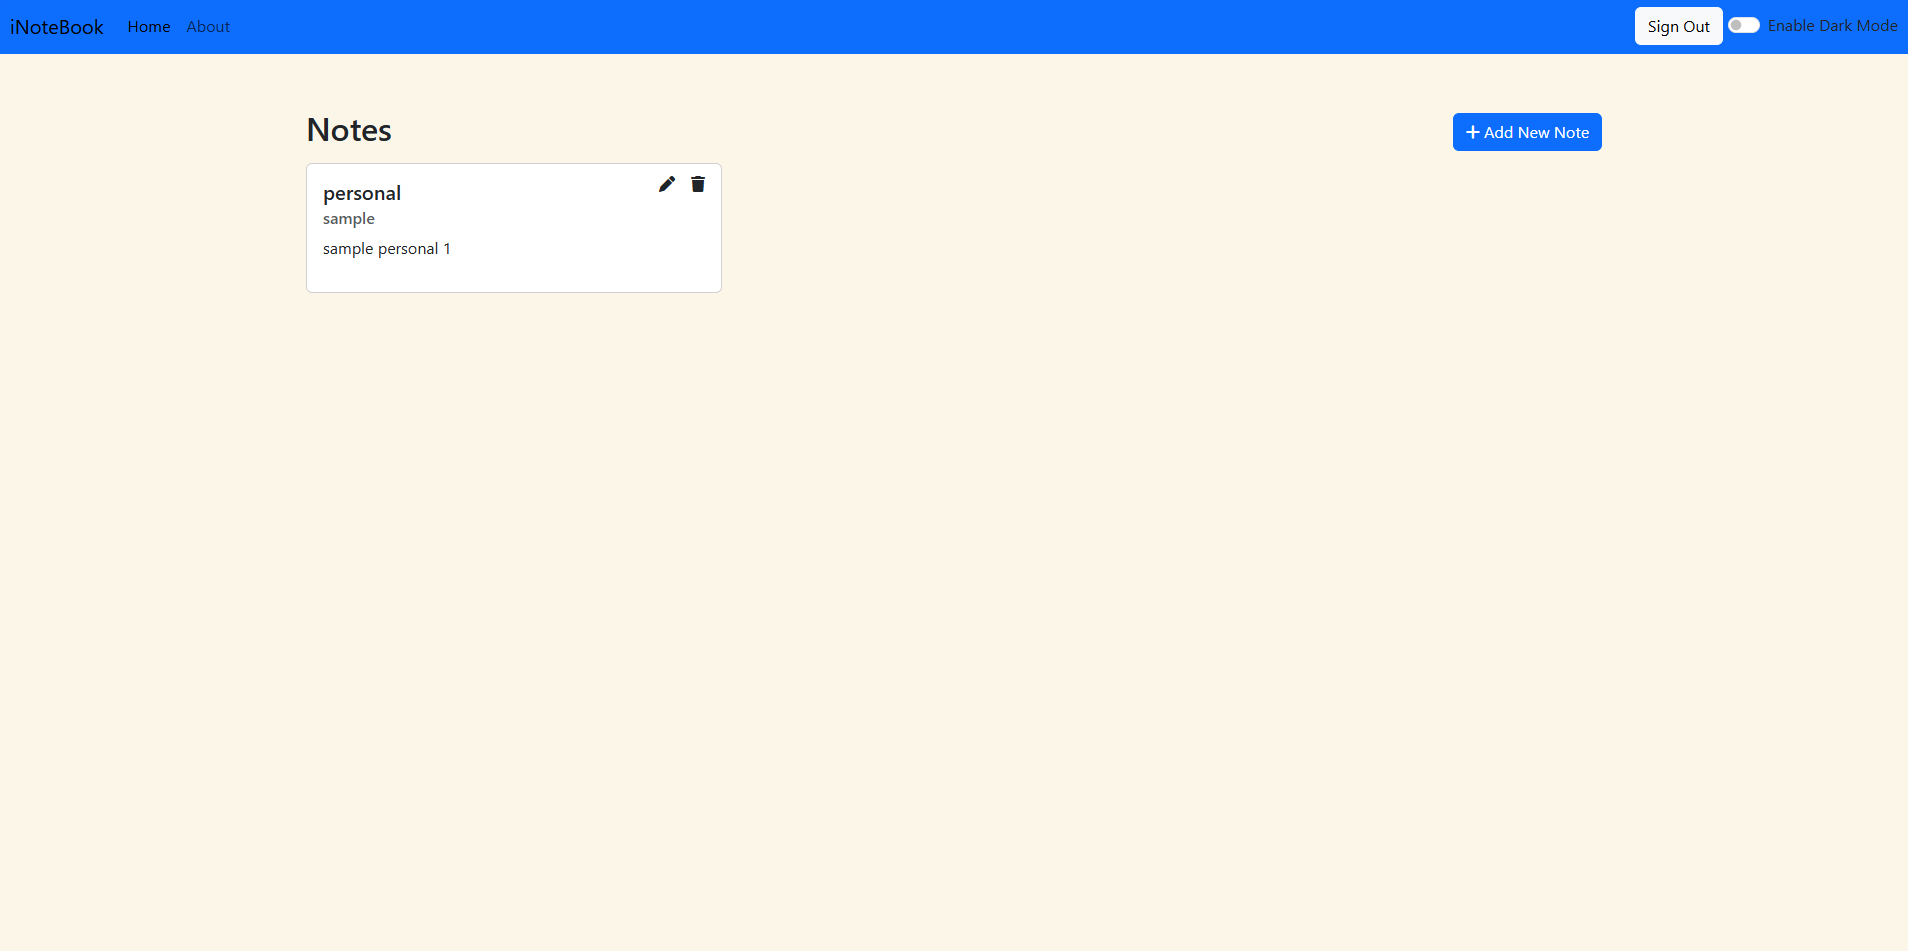 iNoteBook Home About Sign Out Enable Dark Mode
Notes
Add New Note
personal
sample
sample personal 1